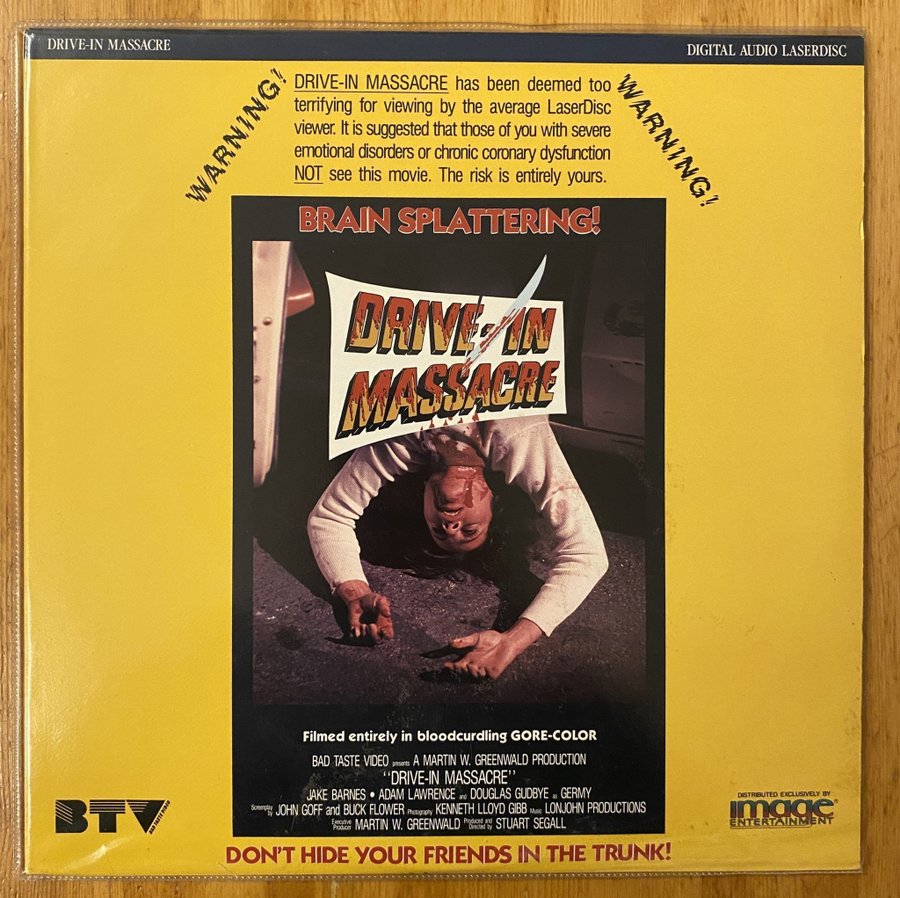 DRIVE-IN MASSACRE
DIGITAL AUDIO LASERDISC
WARNING!
DRIVE-IN MASSACRE has been deemed too
terrifying for viewing by the average LaserDisc
viewer. It is suggested that those of you with severe
emotional disorders or chronic coronary dysfunction
NOT see this movie. The risk is entirely yours.
WARNING!
BRAIN SPLATTERING!
DRIVE-IN
MASSACRE
Filmed entirely in bloodcurdling GORE-COLOR
BAD TASTE VIDEO presents A MARTIN W. GREENWALD PRODUCTION
"DRIVE-IN MASSACRE"
JAKE BARNES • ADAM LAWRENCE and DOUGLAS GUDBYE as GERMY
Screenplay by JOHN GOFF and BUCK FLOWER Photography KENNETH LLOYD GIBB Music LONJOHN PRODUCTIONS
Executive Producer MARTIN W. GREENWALD Produced and Directed by STUART SEGALL
BTV
BAD TASTE VIDEO
DISTRIBUTED EXCLUSIVELY BY
image
ENTERTAINMENT
DON'T HIDE YOUR FRIENDS IN THE TRUNK!